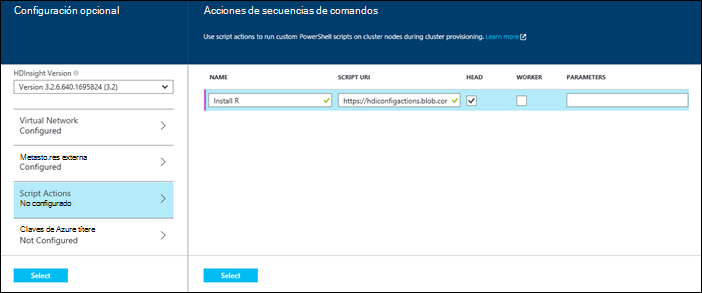 Configuración opcional
Acciones de secuencias de comandos
Use script actions to run custom PowerShell scripts on cluster nodes during cluster provisioning. Learn more
HDInsight Version
Version 3.2.6.640.1695824 (3.2)
NAME SCRIPT URI HEAD WORKER PARAMETERS
Install R https://hdiconfigactions.blob.cor
Virtual Network
Configured
Metasto.res externa
Configured
Script Actions
No configurado
Claves de Azure títere
Not Configured
Select
Select